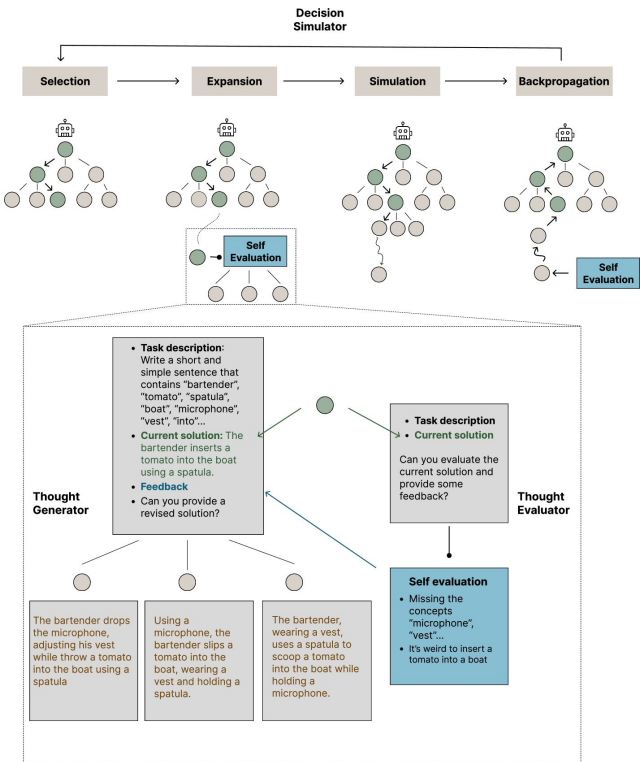 Decision
Simulator
Selection
Expansion
Simulation
Backpropagation
Self
Evaluation
Self
Evaluation
Thought
Generator
• Task description:
Write a short and
simple sentence that
contains "bartender",
"tomato", "spatula",
"boat", "microphone",
"vest", "into"...
• Current solution: The
bartender inserts a
tomato into the boat
using a spatula.
• Feedback
• Can you provide a
revised solution?
• Task description
• Current solution
Can you evaluate the
current solution and
provide some
feedback?
Thought
Evaluator
Self evaluation
• Missing the
concepts
"microphone",
"vest"...
• It's weird to insert a
tomato into a boat
The bartender drops
the microphone,
adjusting his vest
while throw a tomato
into the boat using a
spatula
Using a
microphone, the
bartender slips a
tomato into the
boat, wearing a
vest and holding a
spatula.
The bartender,
wearing a vest,
uses a spatula to
scoop a tomato
into the boat while
holding a
microphone.